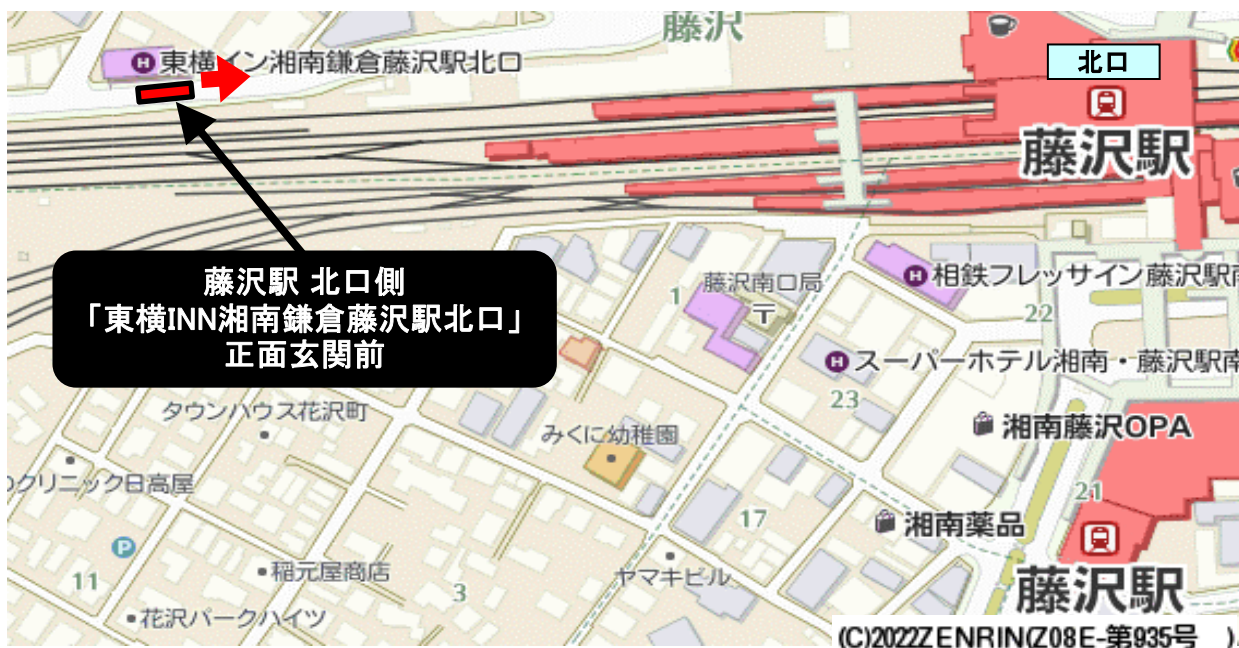 藤沢
H 東横イン湘南鎌倉藤沢駅北口
北口
藤沢駅
藤沢駅 北口側
「東横INN湘南鎌倉藤沢駅北口」
正面玄関前
藤沢南口局
1
〒
H 相鉄フレッサイン藤沢駅南
22
H スーパーホテル湘南・藤沢駅南
23
タウンハウス花沢町
みくに幼稚園
湘南藤沢OPA
クリニック日高屋
21
17
湘南薬品
P
11
稲元屋商店
3
ヤマキビル
藤沢駅
花沢パークハイツ
(C)2022ZENRIN(Z08E-第935号 )